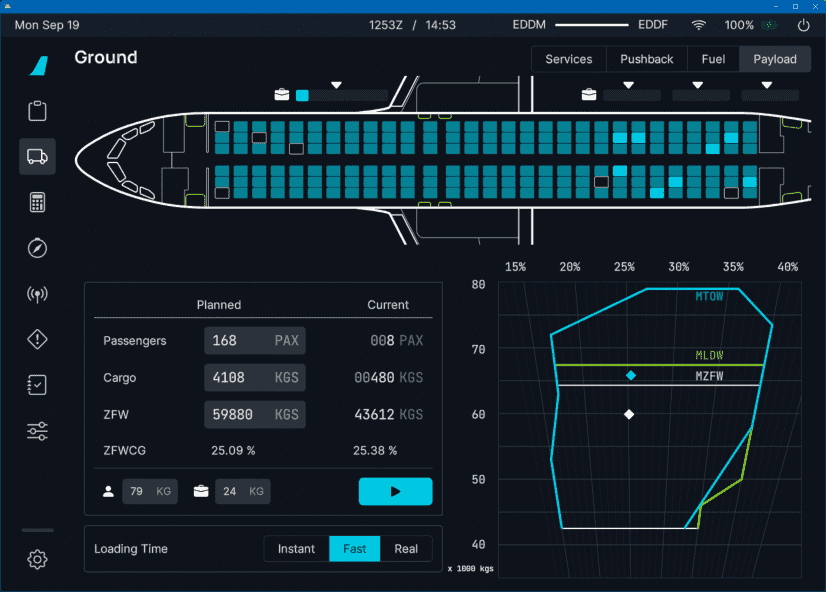 Mon Sep 19 1253Z / 14:53 EDDM EDDF 100%
Ground
Services Pushback Fuel Payload
15% 20% 25% 30% 35% 40%
80
MTOW
70
MLDW
MZFW
60
50
40
x 1000 kgs
Planned Current
Passengers 168 PAX 008 PAX
Cargo 4108 KGS 00480 KGS
ZFW 59880 KGS 43612 KGS
ZFWCG 25.09 % 25.38 %
79 KG 24 KG
Loading Time Instant Fast Real